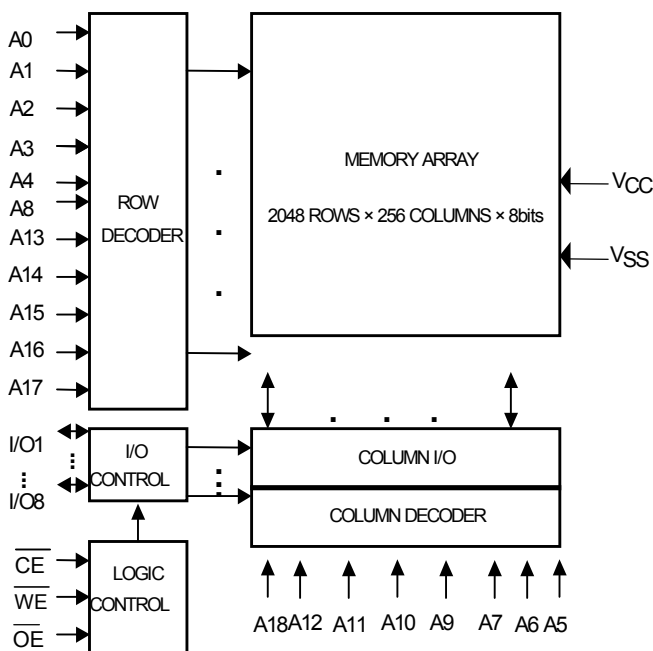 A0
A1
A2
A3
A4
A8
A13
A14
A15
A16
A17
ROW
DECODER
MEMORY ARRAY
2048 ROWS × 256 COLUMNS × 8bits
VCC
VSS
I/O1
I/O8
I/O
CONTROL
COLUMN I/O
COLUMN DECODER
CE
WE
OE
LOGIC
CONTROL
A18 A12 A11 A10 A9 A7 A6 A5